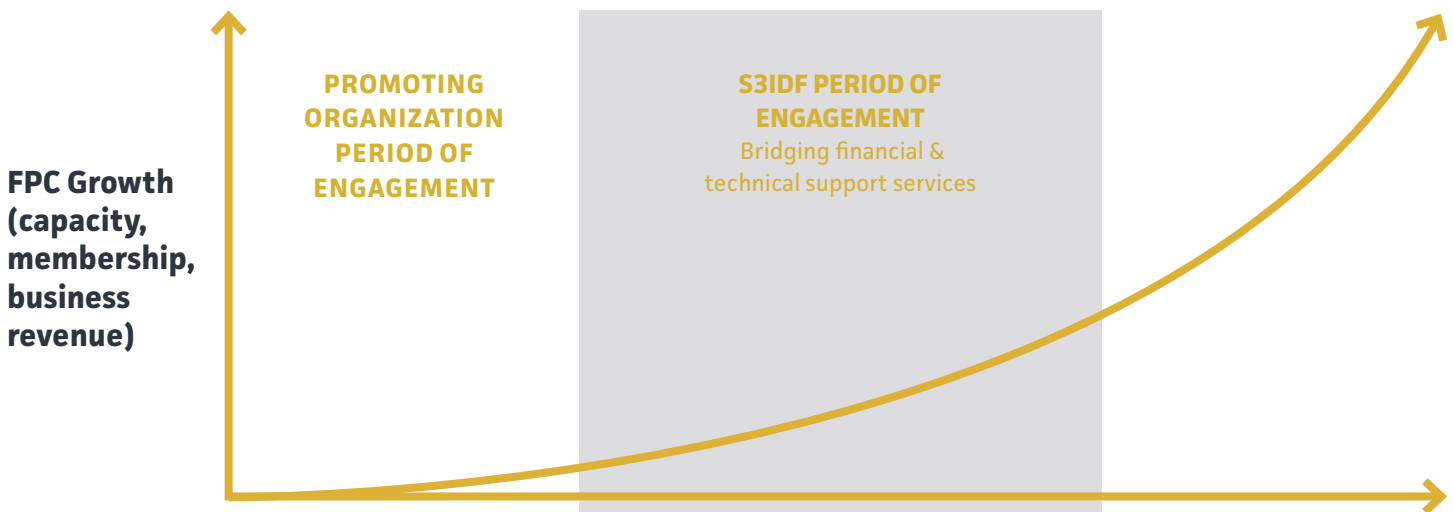 FPC Growth
(capacity,
membership,
business
revenue)
PROMOTING
ORGANIZATION
PERIOD OF
ENGAGEMENT
S3IDF PERIOD OF
ENGAGEMENT
Bridging financial &
technical support services